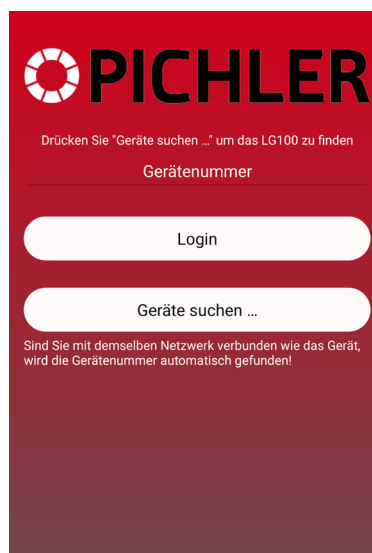 PICHLER
Drücken Sie "Geräte suchen ..." um das LG100 zu finden
Gerätenummer
Login
Geräte suchen ...
Sind Sie mit demselben Netzwerk verbunden wie das Gerät,
wird die Gerätenummer automatisch gefunden!